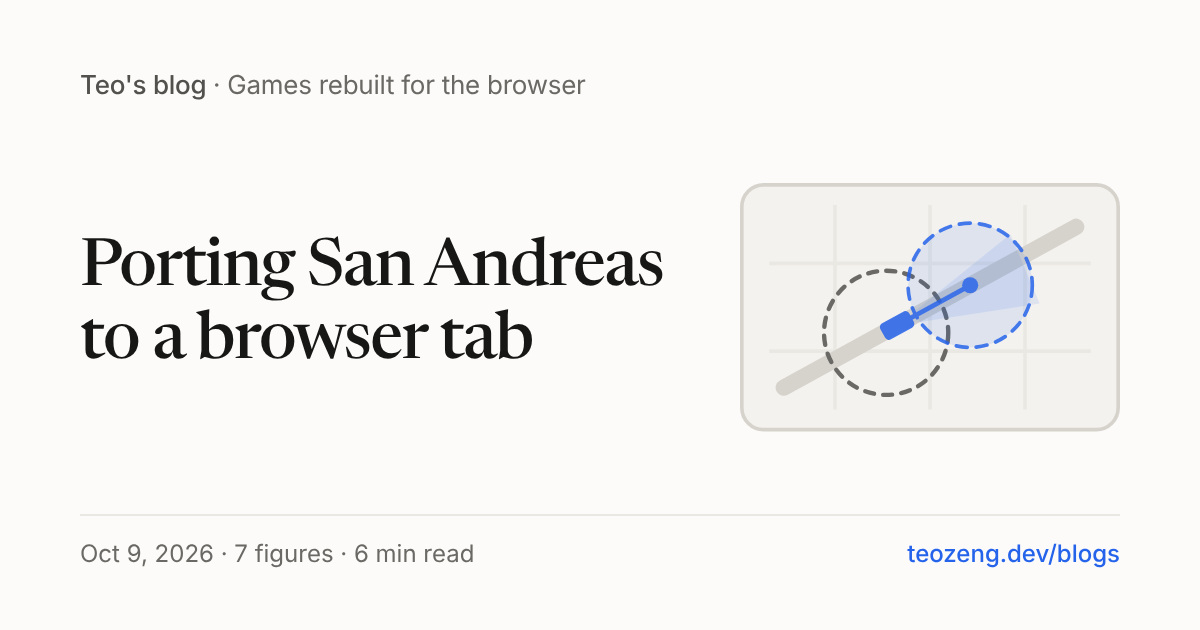 Teo's blog · Games rebuilt for the browser
Porting San Andreas
to a browser tab
Oct 9, 2026 · 7 figures · 6 min read
teozeng.dev/blogs